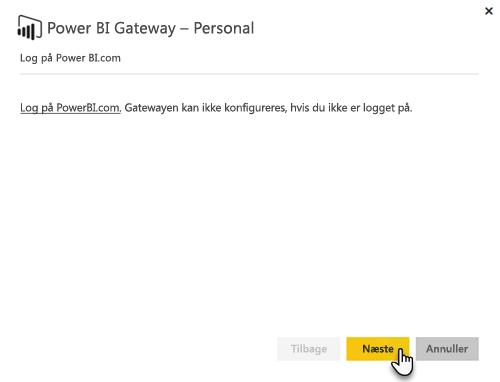 Power BI Gateway – Personal
Log på Power BI.com
Log på PowerBI.com. Gatewayen kan ikke konfigureres, hvis du ikke er logget på.
Tilbage Næste Annuller